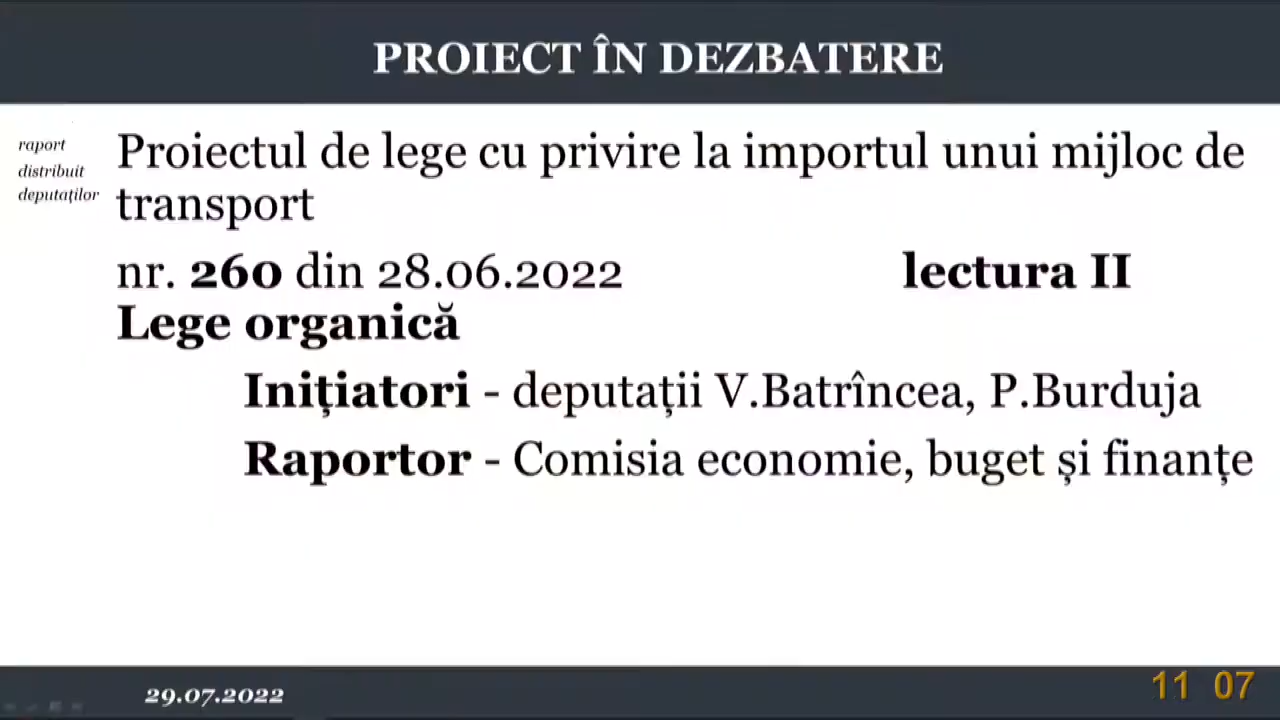 PROIECT ÎN DEZBATERE
raport
distribuit
deputaților
Proiectul de lege cu privire la importul unui mijloc de
transport
nr. 260 din 28.06.2022 lectura II
Lege organică
Inițiatori - deputații V.Batrîncea, P.Burduja
Raportor - Comisia economie, buget și finanțe
29.07.2022
11 07